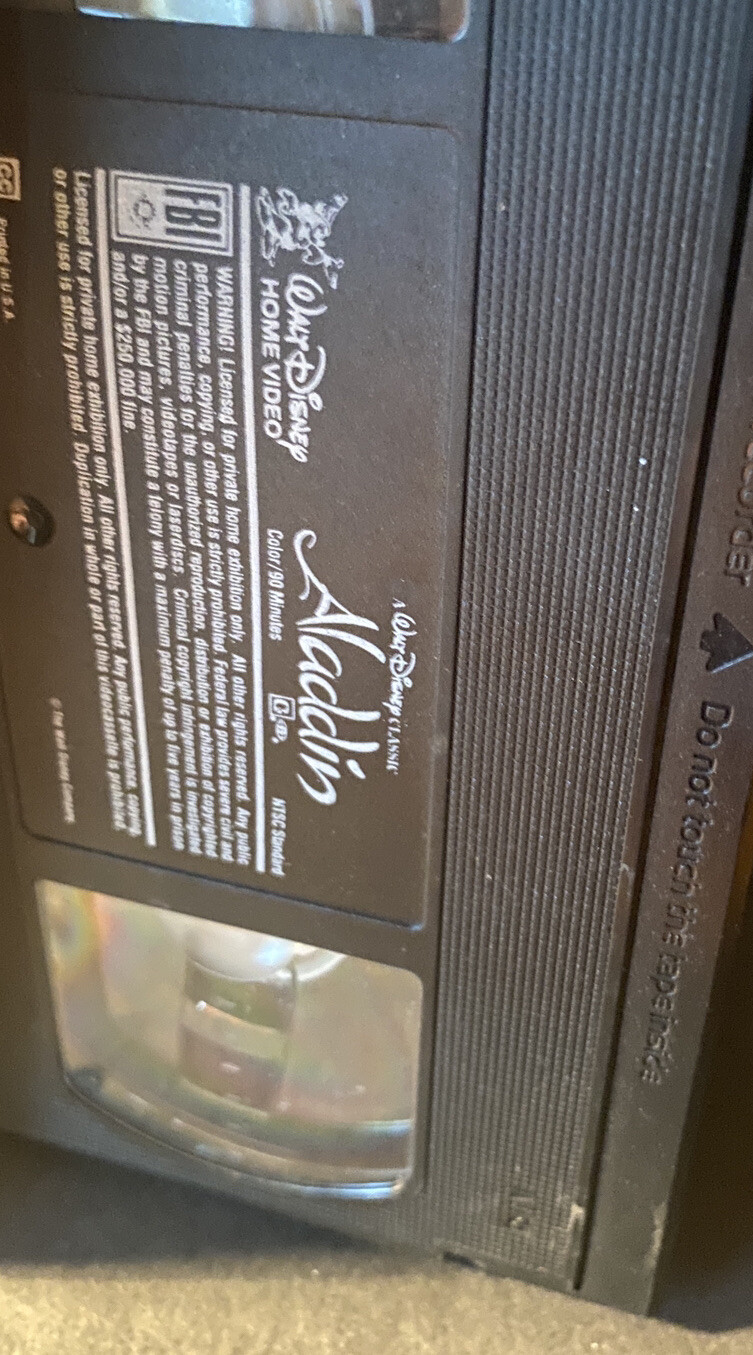 recorder
Do not touch the tape inside
A WALT DISNEY CLASSIC
Aladdin
WALT DISNEY
HOME VIDEO
Color/90 Minutes
NTSC Standard
FBI
WARNING! Licensed for private home exhibition only. All other rights reserved. Any public
performance, copying, or other use is strictly prohibited. Federal law provides severe civil and
criminal penalties for the unauthorized reproduction, distribution or exhibition of copyrighted
motion pictures, videotapes or laserdiscs. Criminal copyright infringement is investigated
by the FBI and may constitute a felony with a maximum penalty of up to five years in prison
and/or a $250,000 fine.
Licensed for private home exhibition only. All other rights reserved. Any public performance, copying,
or other use is strictly prohibited. Duplication in whole or part of this videocassette is prohibited.
© The Walt Disney Company
CC
Printed in U.S.A.